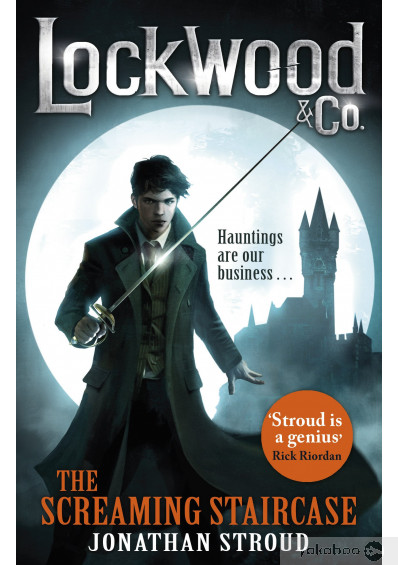 LOCKWOOD
& CO.
Hauntings
are our
business . . .
'Stroud is
a genius'
Rick Riordan
THE
SCREAMING STAIRCASE
JONATHAN STROUD
yakaboo